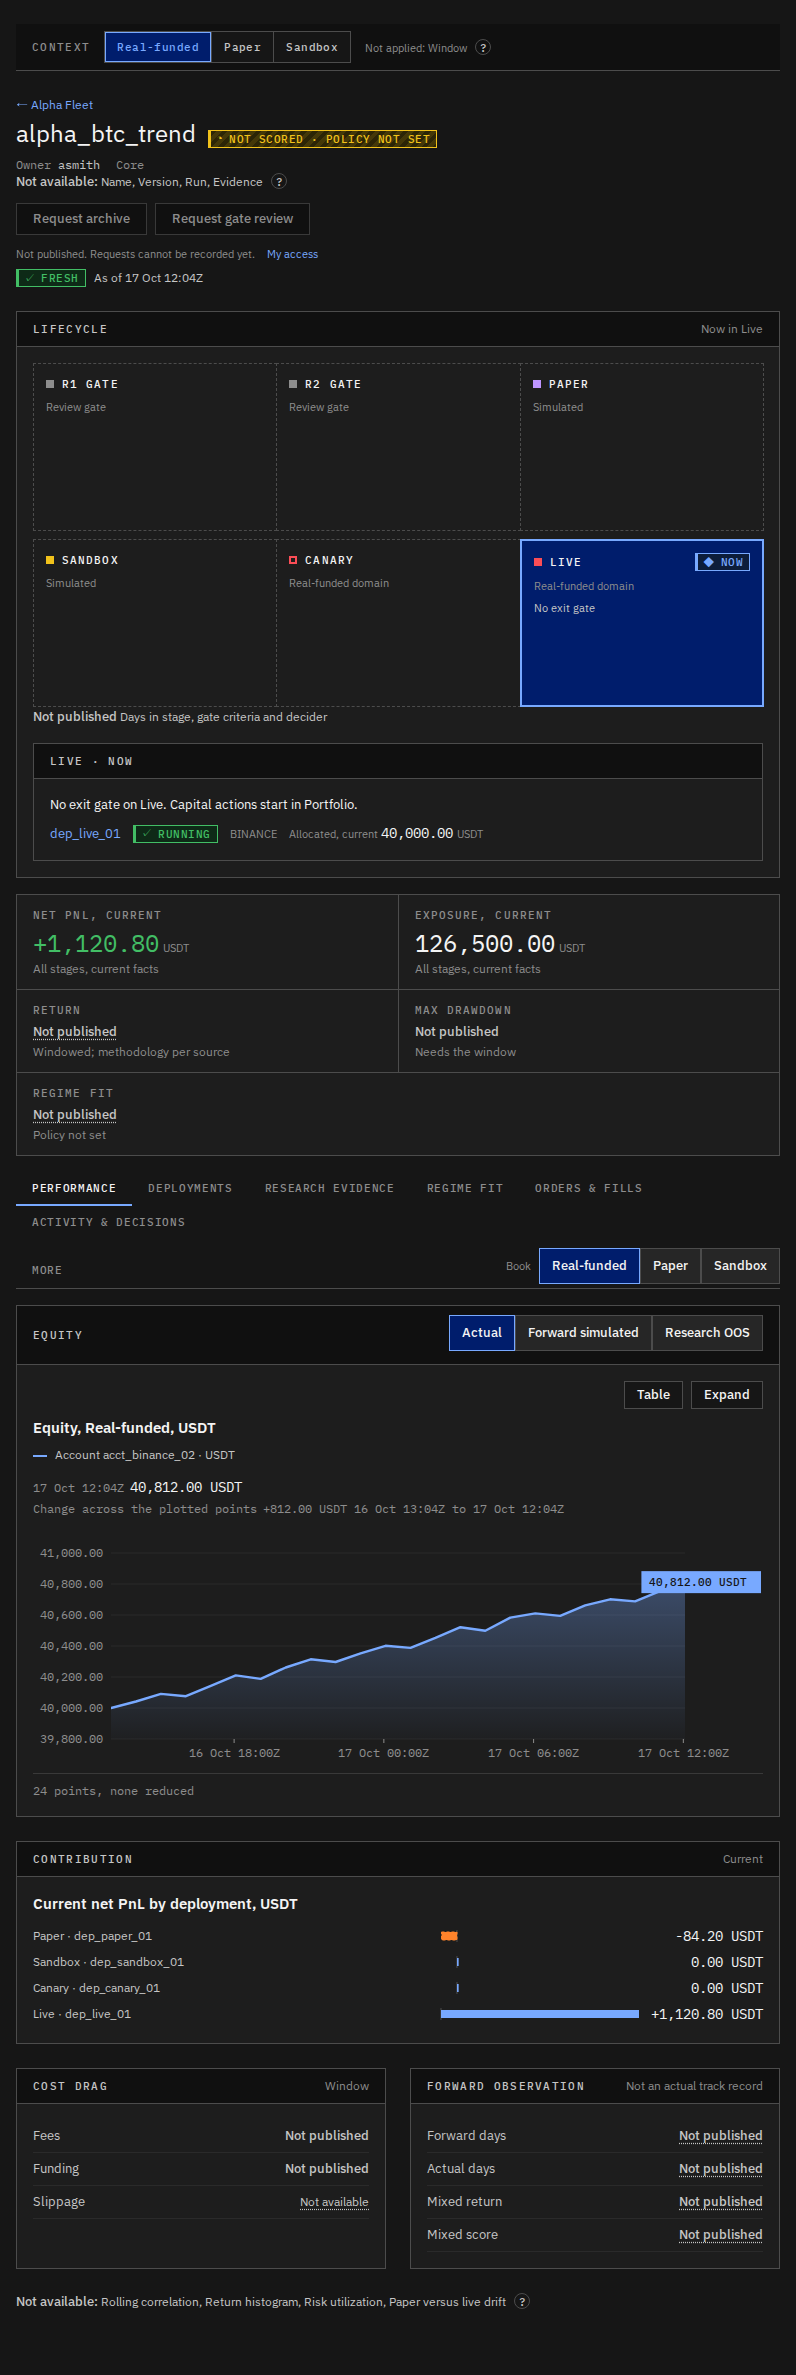 CONTEXT Real-funded Paper Sandbox Not applied: Window ?
← Alpha Fleet
alpha_btc_trend NOT SCORED · POLICY NOT SET
Owner asmith Core
Not available: Name, Version, Run, Evidence ?
Request archive Request gate review
Not published. Requests cannot be recorded yet. My access
✓ FRESH As of 17 Oct 12:04Z
LIFECYCLE Now in Live
R1 GATE R2 GATE PAPER
Review gate Review gate Simulated
SANDBOX CANARY LIVE ◆ NOW
Simulated Real-funded domain Real-funded domain
No exit gate
Not published Days in stage, gate criteria and decider
LIVE · NOW
No exit gate on Live. Capital actions start in Portfolio.
dep_live_01 ✓ RUNNING BINANCE Allocated, current 40,000.00 USDT
NET PNL, CURRENT EXPOSURE, CURRENT
+1,120.80 USDT 126,500.00 USDT
All stages, current facts All stages, current facts
RETURN MAX DRAWDOWN
Not published Not published
Windowed; methodology per source Needs the window
REGIME FIT
Not published
Policy not set
PERFORMANCE DEPLOYMENTS RESEARCH EVIDENCE REGIME FIT ORDERS & FILLS
ACTIVITY & DECISIONS
MORE Book Real-funded Paper Sandbox
EQUITY Actual Forward simulated Research OOS
Table Expand
Equity, Real-funded, USDT
Account acct_binance_02 · USDT
17 Oct 12:04Z 40,812.00 USDT
Change across the plotted points +812.00 USDT 16 Oct 13:04Z to 17 Oct 12:04Z
41,000.00
40,800.00 40,812.00 USDT
40,600.00
40,400.00
40,200.00
40,000.00
39,800.00
16 Oct 18:00Z 17 Oct 00:00Z 17 Oct 06:00Z 17 Oct 12:00Z
24 points, none reduced
CONTRIBUTION Current
Current net PnL by deployment, USDT
Paper · dep_paper_01 -84.20 USDT
Sandbox · dep_sandbox_01 0.00 USDT
Canary · dep_canary_01 0.00 USDT
Live · dep_live_01 +1,120.80 USDT
COST DRAG Window FORWARD OBSERVATION Not an actual track record
Fees Not published Forward days Not published
Funding Not published Actual days Not published
Slippage Not available Mixed return Not published
Mixed score Not published
Not available: Rolling correlation, Return histogram, Risk utilization, Paper versus live drift ?